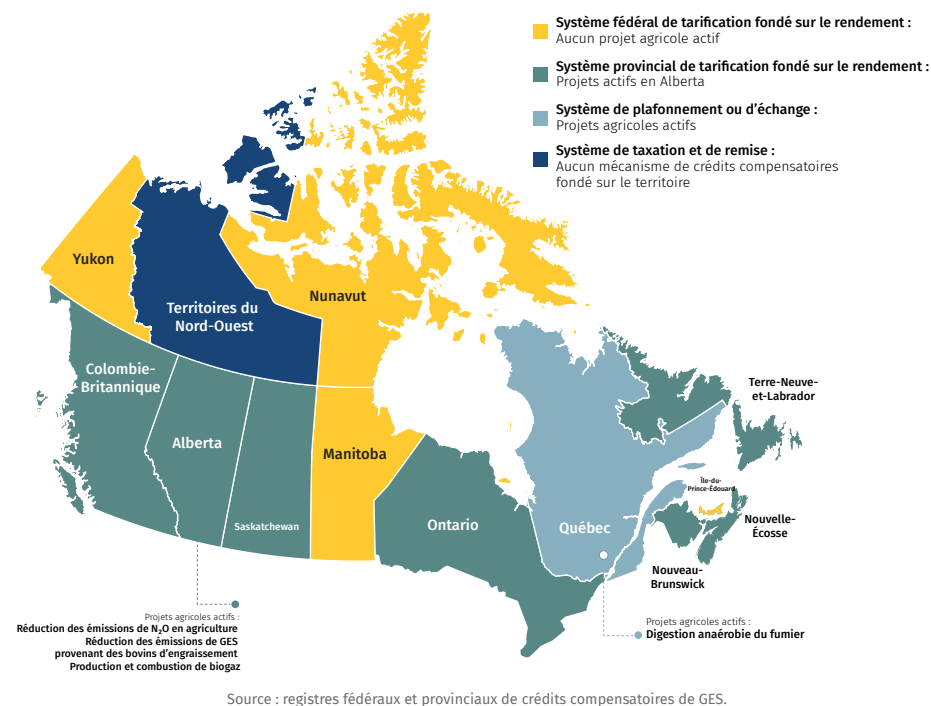 Système fédéral de tarification fondé sur le rendement :
Aucun projet agricole actif
Système provincial de tarification fondé sur le rendement :
Projets actifs en Alberta
Système de plafonnement ou d’échange :
Projets agricoles actifs
Système de taxation et de remise :
Aucun mécanisme de crédits compensatoires
fondé sur le territoire
Yukon
Territoires du
Nord-Ouest
Nunavut
Colombie-
Britannique
Alberta
Saskatchewan
Manitoba
Ontario
Québec
Terre-Neuve-
et-Labrador
Île-du-
Prince-Édouard
Nouvelle-
Écosse
Nouveau-
Brunswick
Projets agricoles actifs :
Réduction des émissions de N₂O en agriculture
Réduction des émissions de GES
provenant des bovins d’engraissement
Production et combustion de biogaz
Projets agricoles actifs :
Digestion anaérobie du fumier
Source : registres fédéraux et provinciaux de crédits compensatoires de GES.